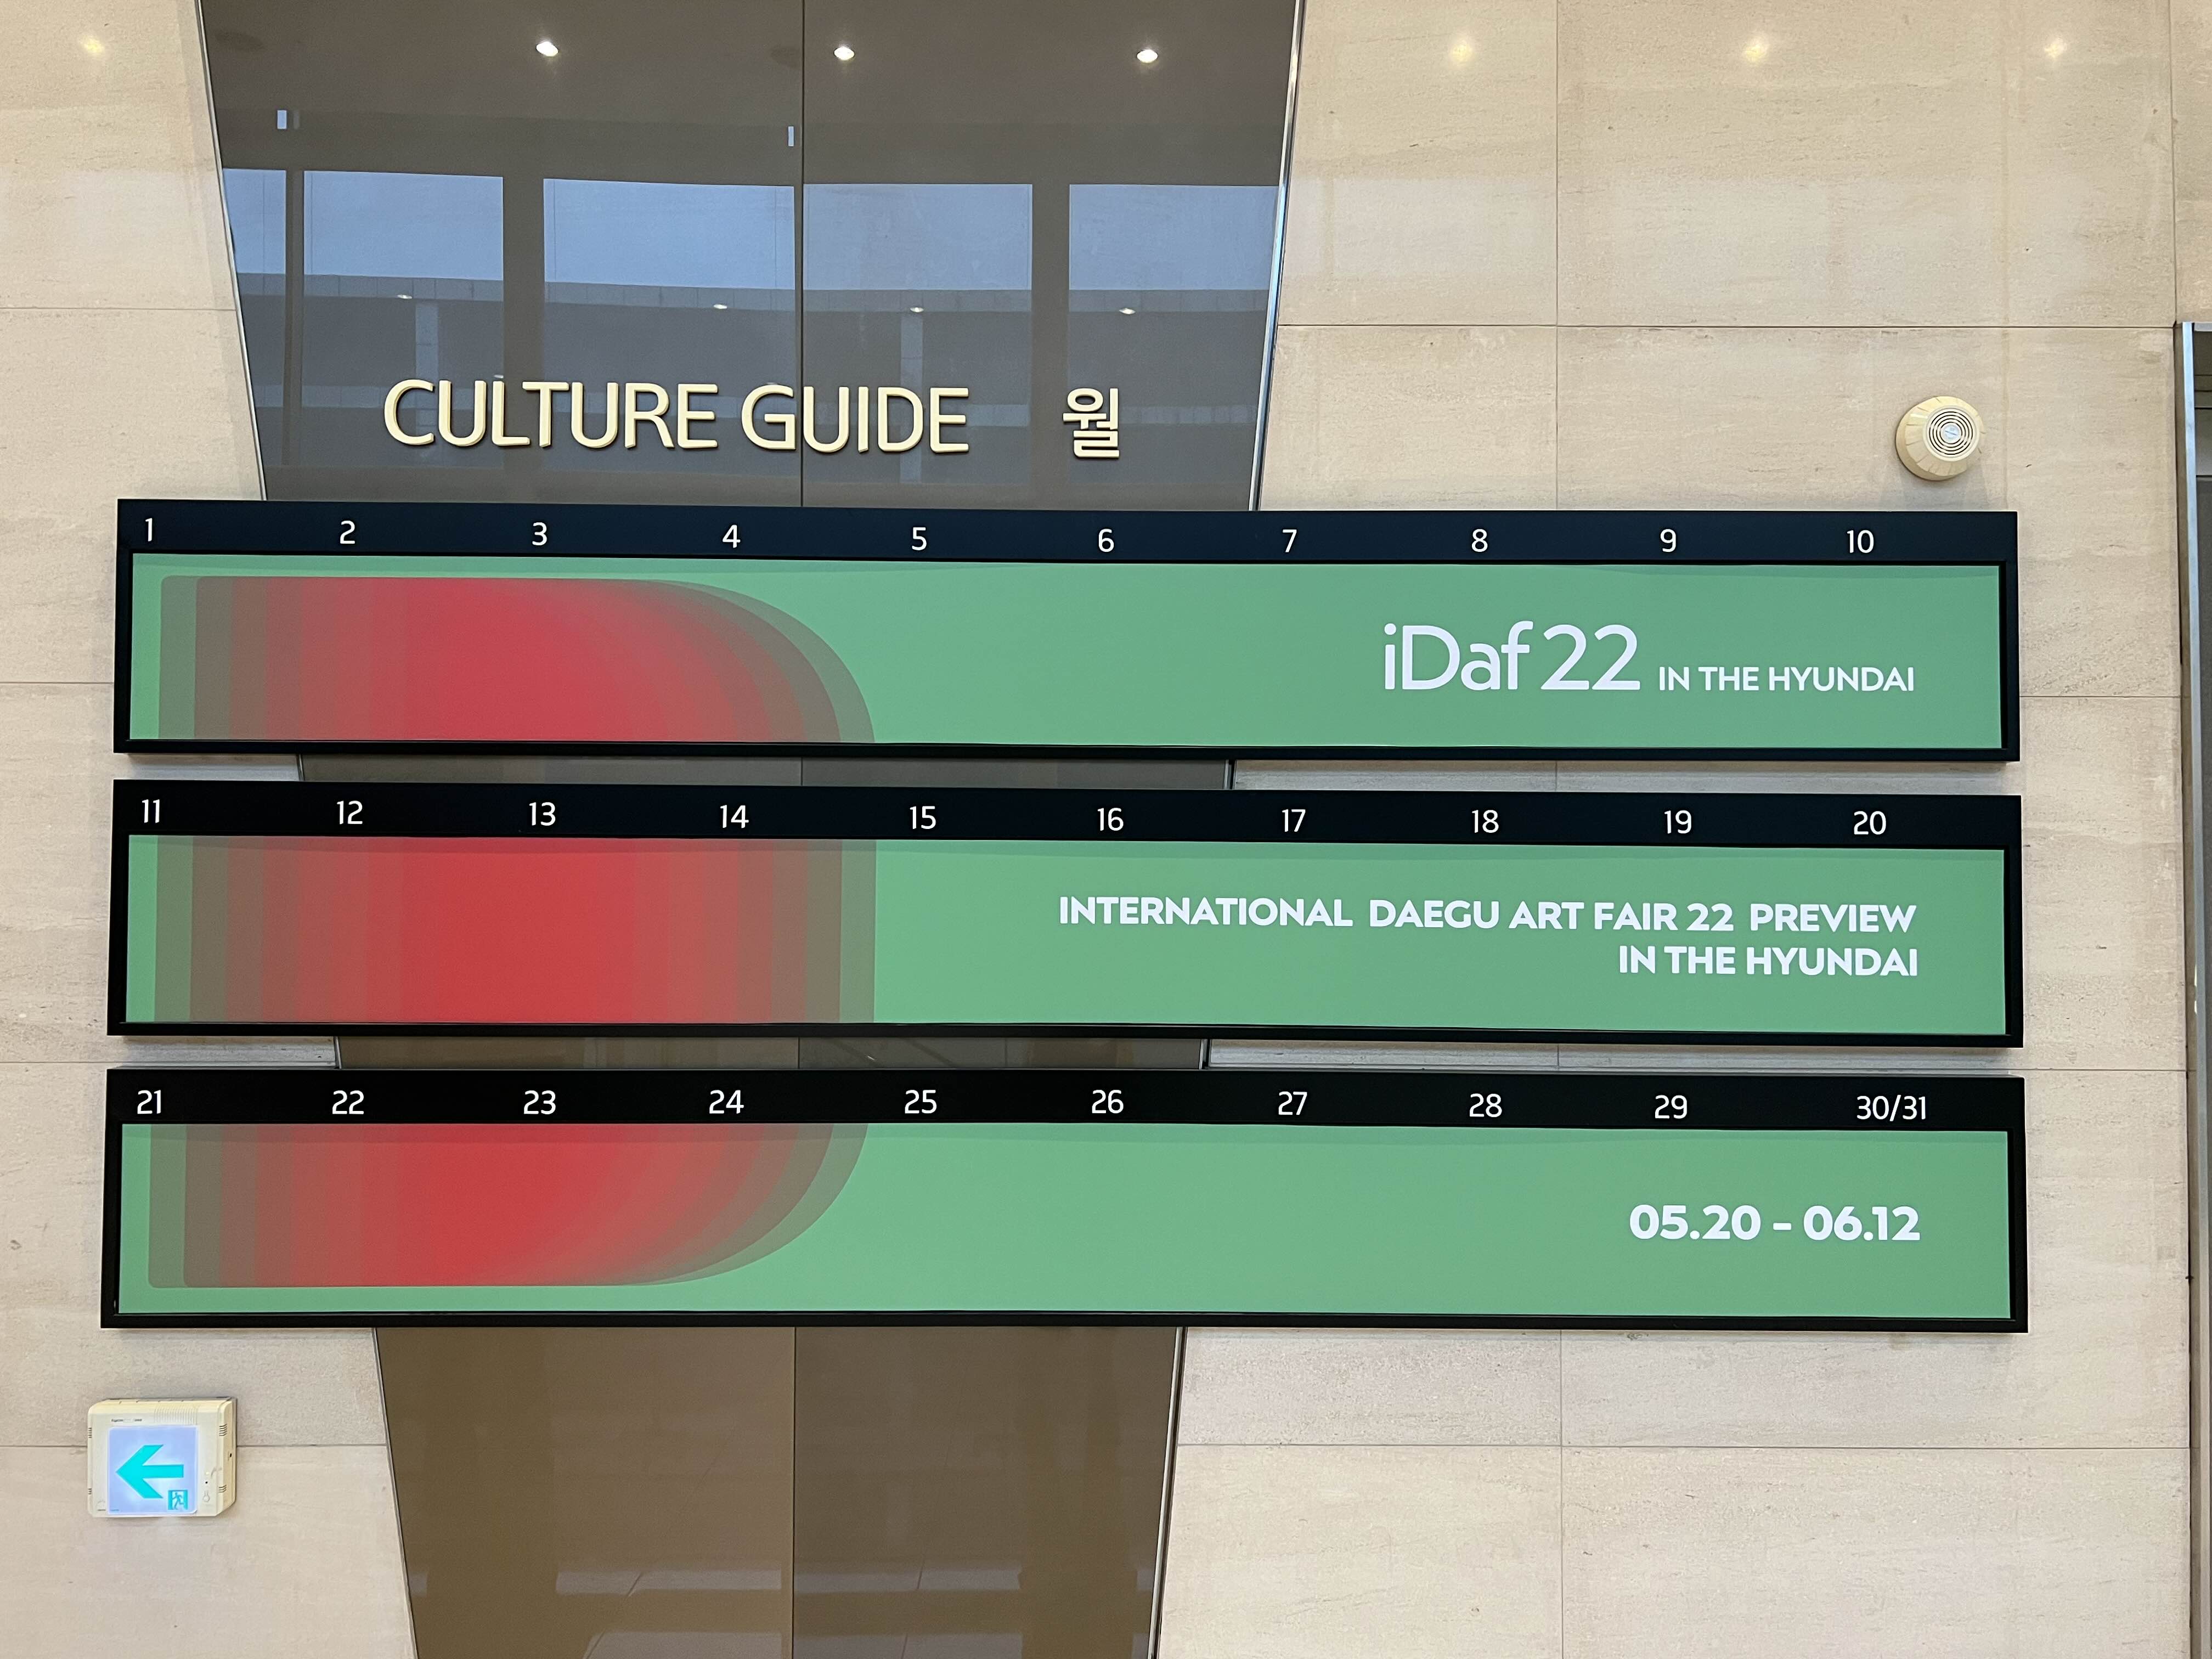 CULTURE GUIDE 월
1 2 3 4 5 6 7 8 9 10
iDaf 22 IN THE HYUNDAI
11 12 13 14 15 16 17 18 19 20
INTERNATIONAL DAEGU ART FAIR 22 PREVIEW
IN THE HYUNDAI
21 22 23 24 25 26 27 28 29 30/31
05.20 - 06.12